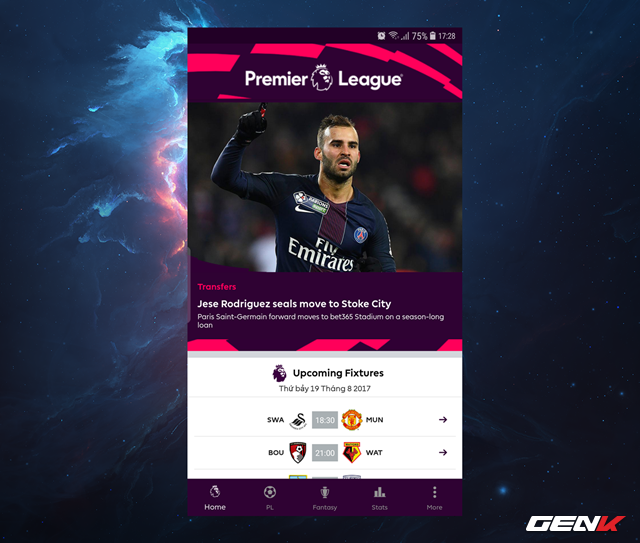 75% 17:28
Premier League
Fly
Emirates
Transfers
Jese Rodriguez seals move to Stoke City
Paris Saint-Germain forward moves to bet365 Stadium on a season-long
loan
Upcoming Fixtures
Thứ bảy 19 Tháng 8 2017
SWA 18:30 MUN
BOU 21:00 WAT
Home PL Fantasy Stats More
GENK